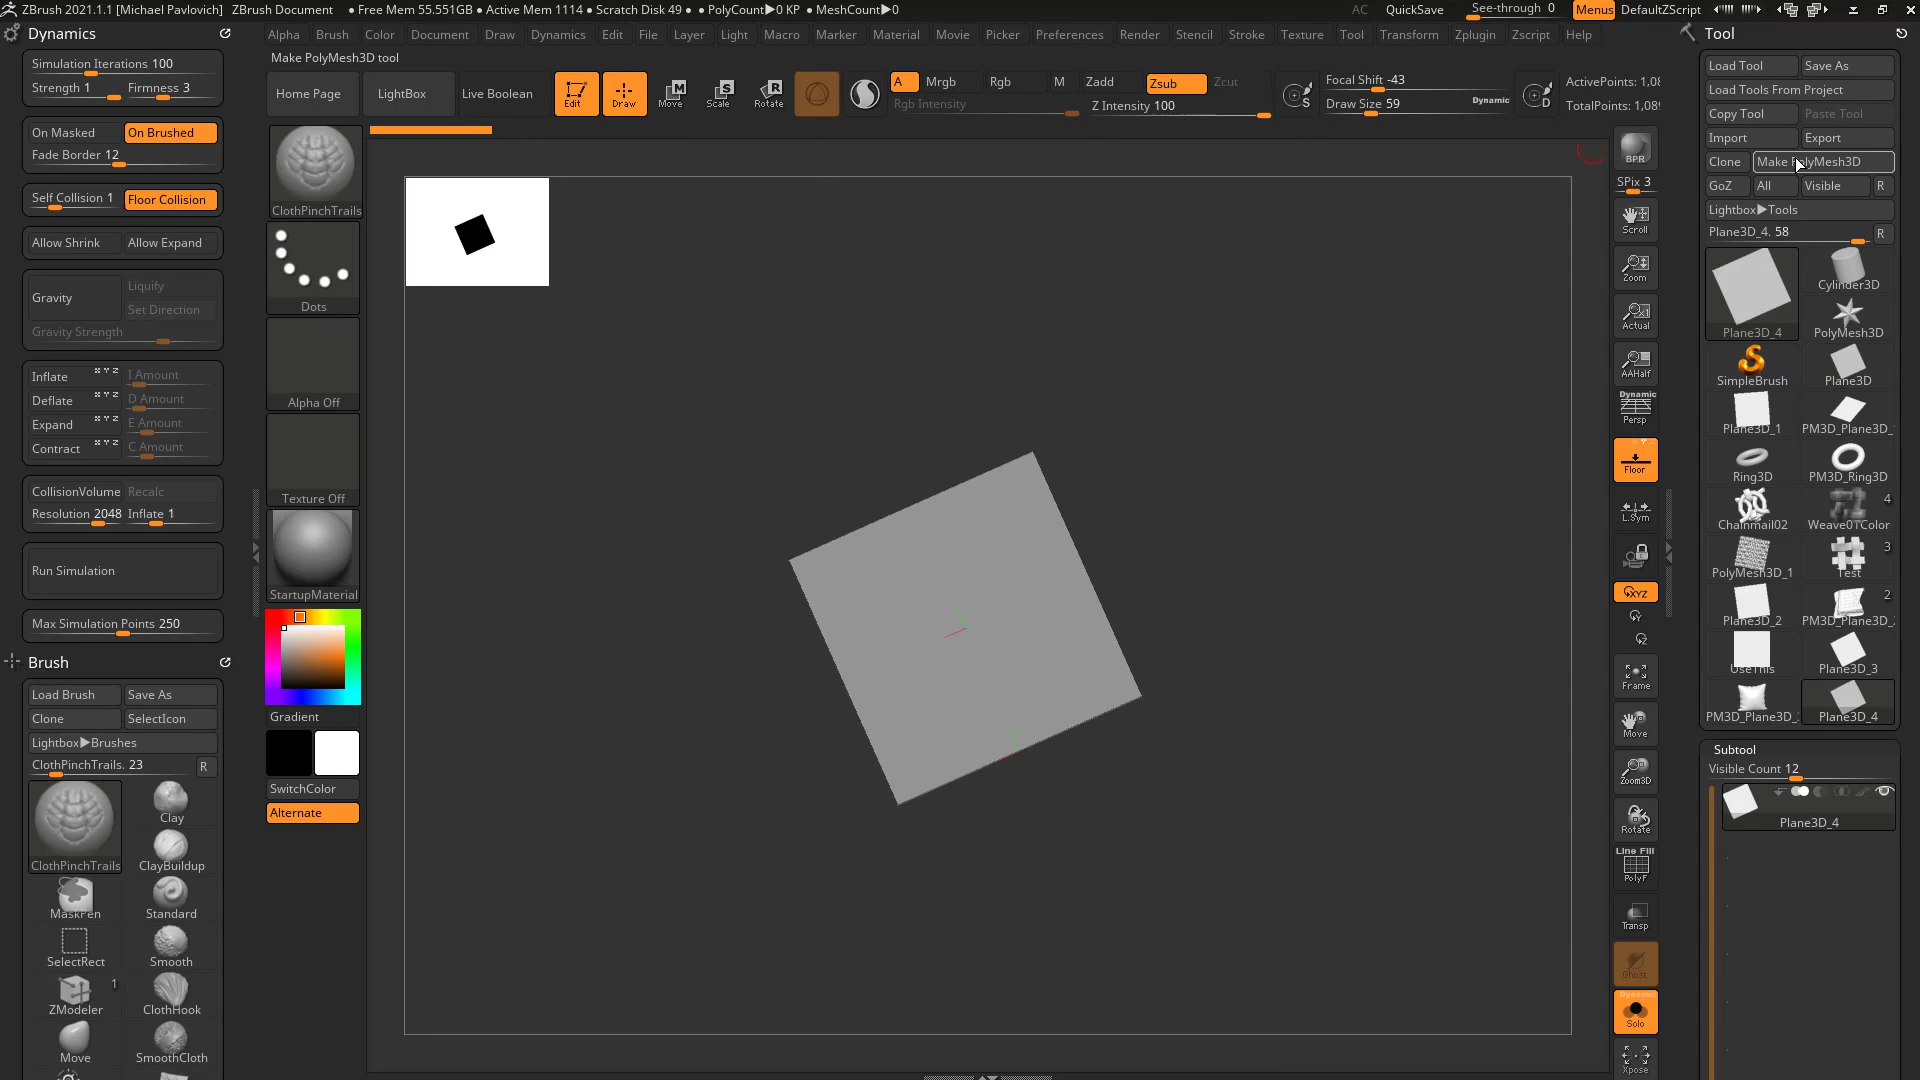 ZBrush 2021.1.1 [Michael Pavlovich] ZBrush Document • Free Mem 55.551GB • Active Mem 1114 • Scratch Disk 49 • PolyCount▶0 KP • MeshCount▶0 AC QuickSave See-through 0 Menus DefaultZScript
Dynamics
Alpha Brush Color Document Draw Dynamics Edit File Layer Light Macro Marker Material Movie Picker Preferences Render Stencil Stroke Texture Tool Transform Zplugin Zscript Help
Tool
Make PolyMesh3D tool
Simulation Iterations 100
Strength 1 Firmness 3
On Masked On Brushed
Fade Border 12
Self Collision 1 Floor Collision
Allow Shrink Allow Expand
Gravity Liquify
Set Direction
Gravity Strength
Inflate X Y Z I Amount
Deflate X Y Z D Amount
Expand X Y Z E Amount
Contract X Y Z C Amount
CollisionVolume Recalc
Resolution 2048 Inflate 1
Run Simulation
Max Simulation Points 250
Brush
Load Brush Save As
Clone SelectIcon
Lightbox▶Brushes
ClothPinchTrails. 23 R
ClothPinchTrails
Clay
ClayBuildup
MaskPen Standard
SelectRect Smooth
1
ZModeler ClothHook
Move SmoothCloth
Home Page LightBox Live Boolean Edit Draw Move Scale Rotate
A Mrgb Rgb M Zadd Zsub Zcut
Rgb Intensity Z Intensity 100
S Focal Shift -43
Draw Size 59 Dynamic
D ActivePoints: 1,08
TotalPoints: 1,089
ClothPinchTrails
Dots
Alpha Off
Texture Off
StartupMaterial
Gradient
SwitchColor
Alternate
BPR
SPix 3
Scroll
Zoom
Actual
AAHalf
Dynamic
Persp
Floor
L.Sym
XYZ
Y
Z
Frame
Move
Zoom3D
Rotate
Line Fill
PolyF
Transp
Ghost
Dynamic
Solo
Xpose
Load Tool Save As
Load Tools From Project
Copy Tool Paste Tool
Import Export
Clone Make PolyMesh3D
GoZ All Visible R
Lightbox▶Tools
Plane3D_4. 58 R
Plane3D_4
Cylinder3D
PolyMesh3D
SimpleBrush Plane3D
Plane3D_1 PM3D_Plane3D_
Ring3D PM3D_Ring3D
4
Chainmail02 Weave01Color
3
PolyMesh3D_1 Test
2
Plane3D_2 PM3D_Plane3D_
UseThis Plane3D_3
PM3D_Plane3D_ Plane3D_4
Subtool
Visible Count 12
Plane3D_4